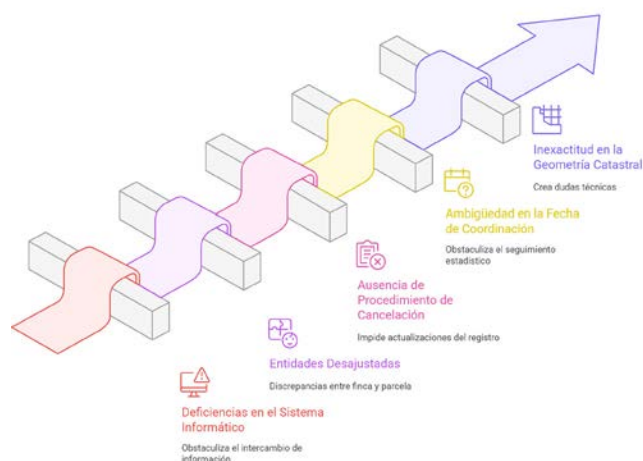 Inexactitud en la
Geometría Catastral
Crea dudas técnicas
Ambigüedad en la Fecha
de Coordinación
Obstaculiza el seguimiento
estadístico
Ausencia de
Procedimiento de
Cancelación
Impide actualizaciones del registro
Entidades Desajustadas
Discrepancias entre finca y parcela
Deficiencias en el Sistema
Informático
Obstaculiza el intercambio de
información